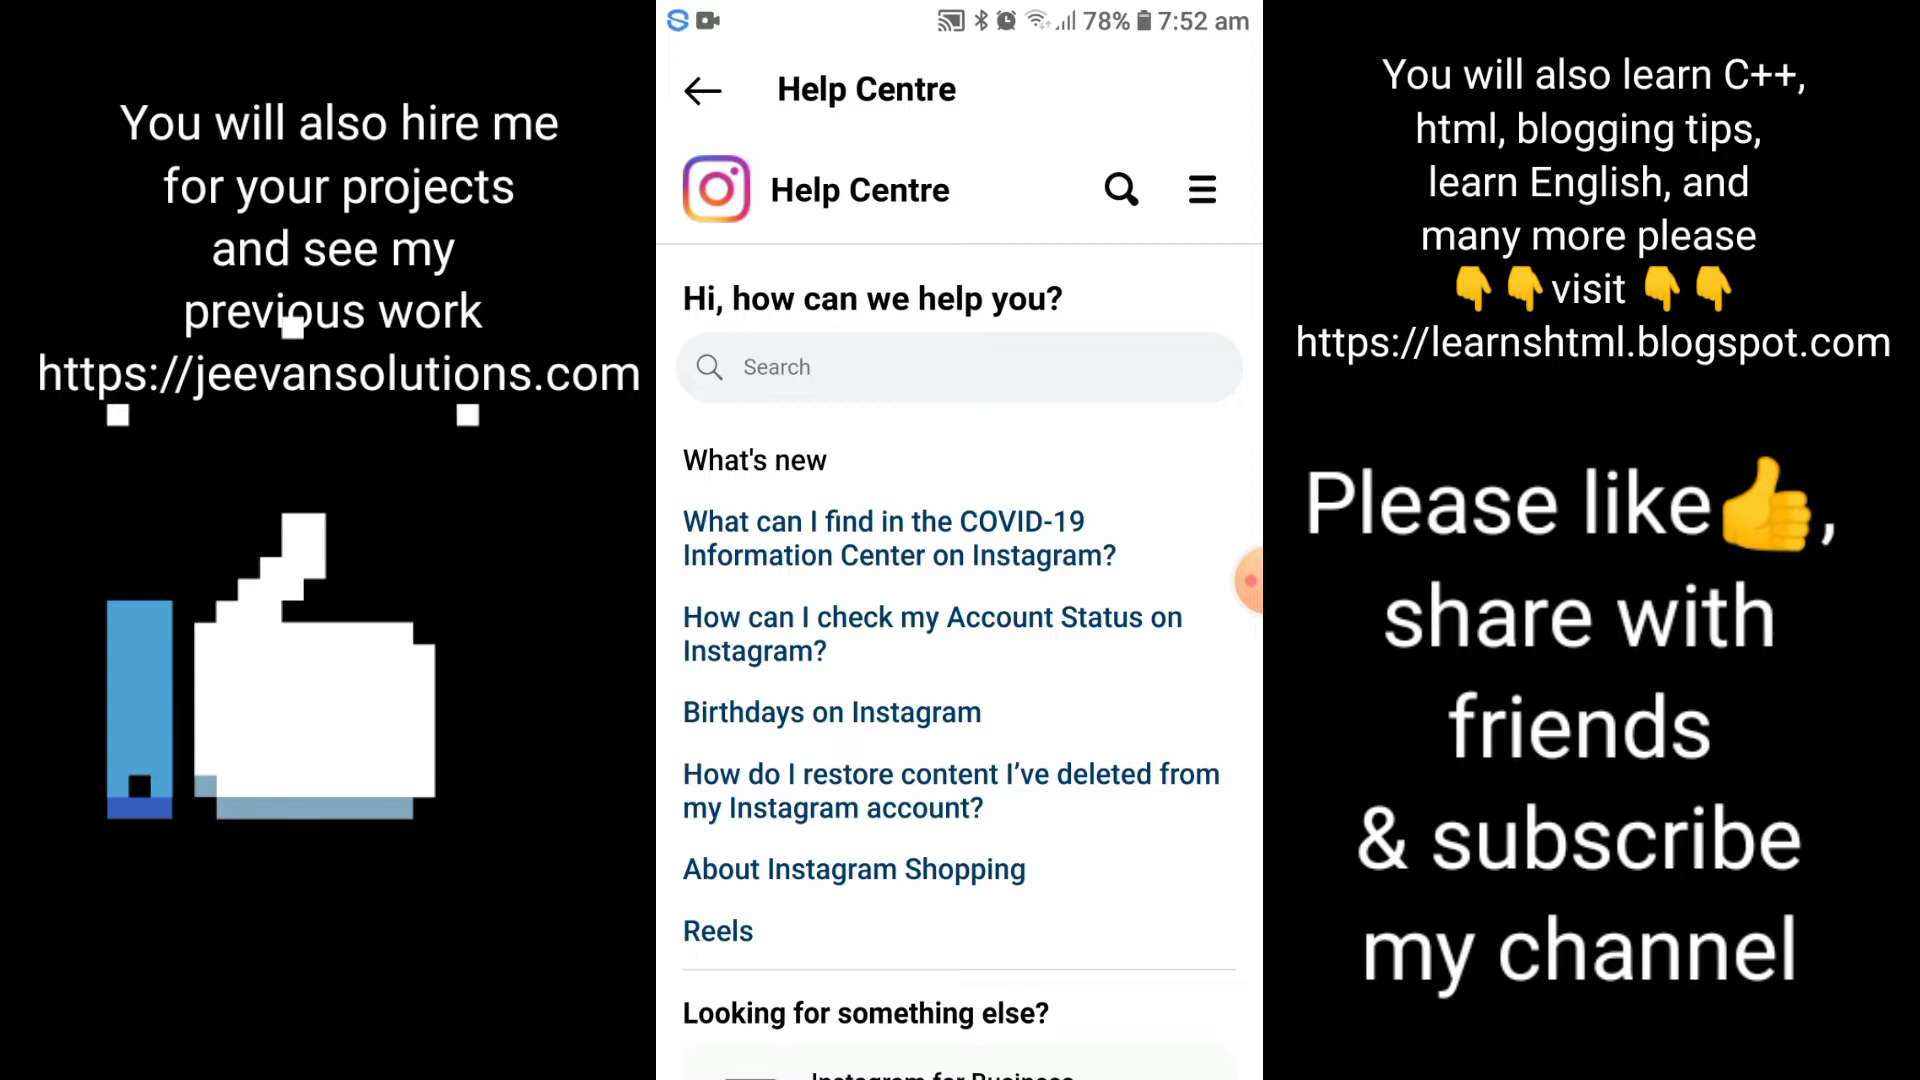 You will also hire me
for your projects
and see my
previous work
https://jeevansolutions.com
78% 7:52 am
Help Centre
Help Centre
Hi, how can we help you?
Search
What's new
What can I find in the COVID-19
Information Center on Instagram?
How can I check my Account Status on
Instagram?
Birthdays on Instagram
How do I restore content I’ve deleted from
my Instagram account?
About Instagram Shopping
Reels
Looking for something else?
Instagram for Business
You will also learn C++,
html, blogging tips,
learn English, and
many more please
👇👇visit 👇👇
https://learnshtml.blogspot.com
Please like👍,
share with
friends
& subscribe
my channel